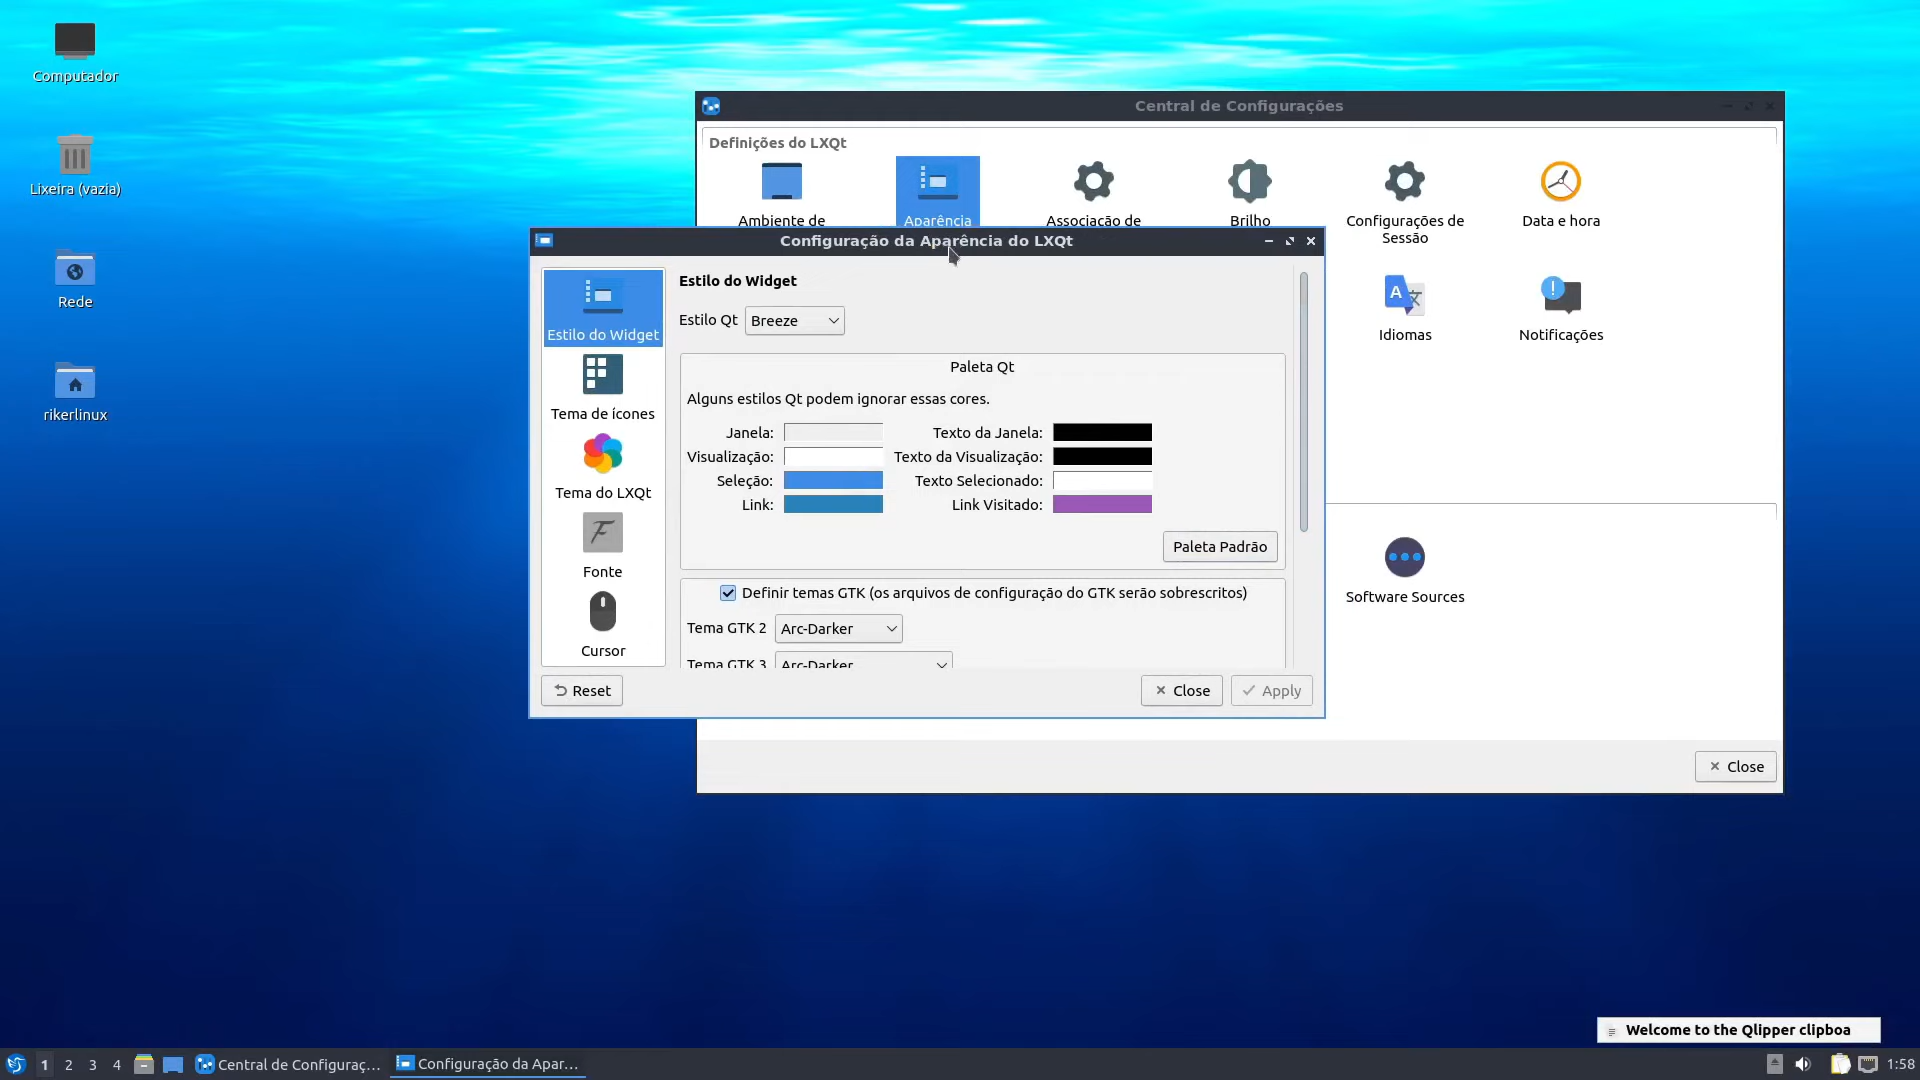 Computador
Lixeira (vazia)
Rede
rikerlinux
Central de Configurações
Definições do LXQt
Ambiente de
Aparência
Associação de
Brilho
Configurações de
Sessão
Data e hora
Idiomas
Notificações
Software Sources
Close
Configuração da Aparência do LXQt
Estilo do Widget
Tema de ícones
Tema do LXQt
Fonte
Cursor
Estilo do Widget
Estilo Qt Breeze
Paleta Qt
Alguns estilos Qt podem ignorar essas cores.
Janela: Texto da Janela:
Visualização: Texto da Visualização:
Seleção: Texto Selecionado:
Link: Link Visitado:
Paleta Padrão
Definir temas GTK (os arquivos de configuração do GTK serão sobrescritos)
Tema GTK 2 Arc-Darker
Tema GTK 3 Arc-Darker
Reset Close Apply
Welcome to the Qlipper clipboa
1 2 3 4 Central de Configuraç... Configuração da Apar... 1:58